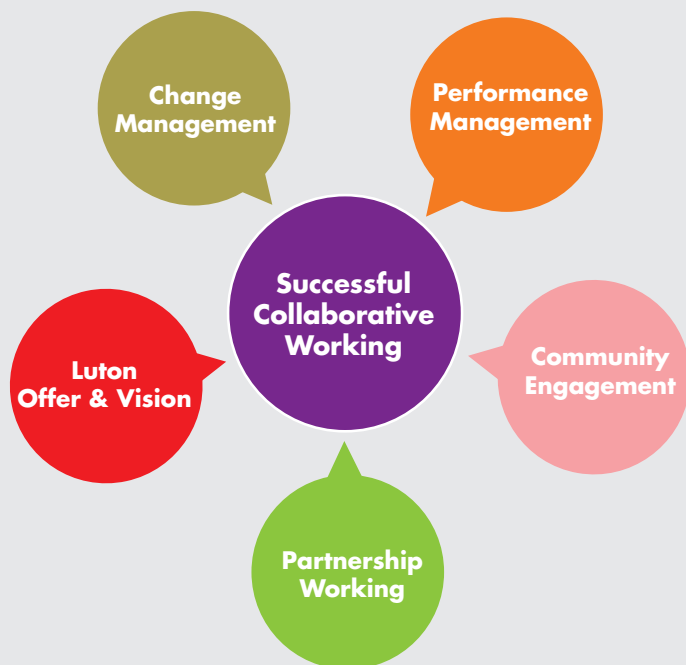 Change
Management
Performance
Management
Successful
Collaborative
Working
Luton
Offer & Vision
Community
Engagement
Partnership
Working